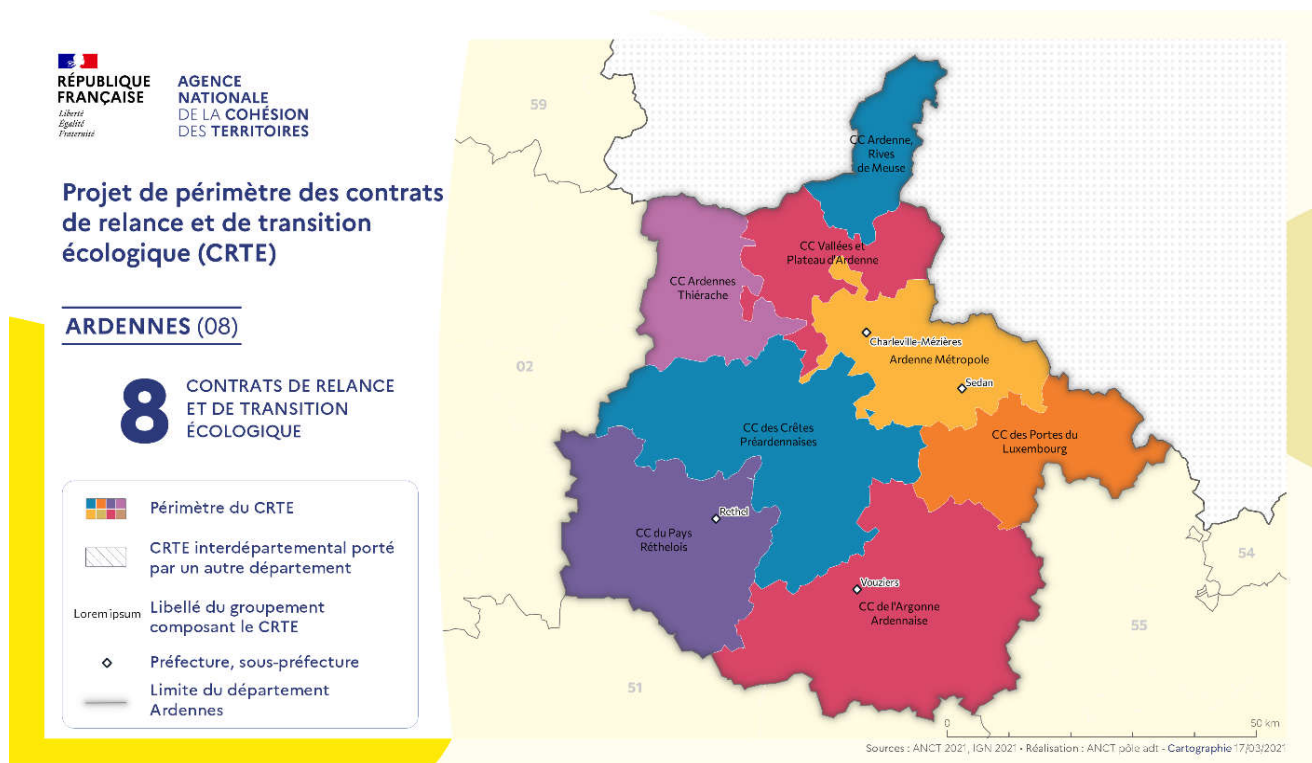 RÉPUBLIQUE
FRANÇAISE
Liberté
Égalité
Fraternité
AGENCE
NATIONALE
DE LA COHÉSION
DES TERRITOIRES
Projet de périmètre des contrats
de relance et de transition
écologique (CRTE)
ARDENNES (08)
8
CONTRATS DE RELANCE
ET DE TRANSITION
ÉCOLOGIQUE
Périmètre du CRTE
CRTE interdépartemental porté
par un autre département
Lorem ipsum
Libellé du groupement
composant le CRTE
Préfecture, sous-préfecture
Limite du département
Ardennes
59
CC Ardenne,
Rives
de Meuse
CC Vallées et
Plateau d'Ardenne
CC Ardennes
Thiérache
Charleville-Mézières
Ardenne Métropole
02
Sedan
CC des Crêtes
Préardennaises
CC des Portes du
Luxembourg
Rethel
CC du Pays
Réthelois
54
Vouziers
CC de l'Argonne
Ardennaise
55
51
0
50 km
Sources : ANCT 2021, IGN 2021 • Réalisation : ANCT pôle adt - Cartographie 17/03/2021